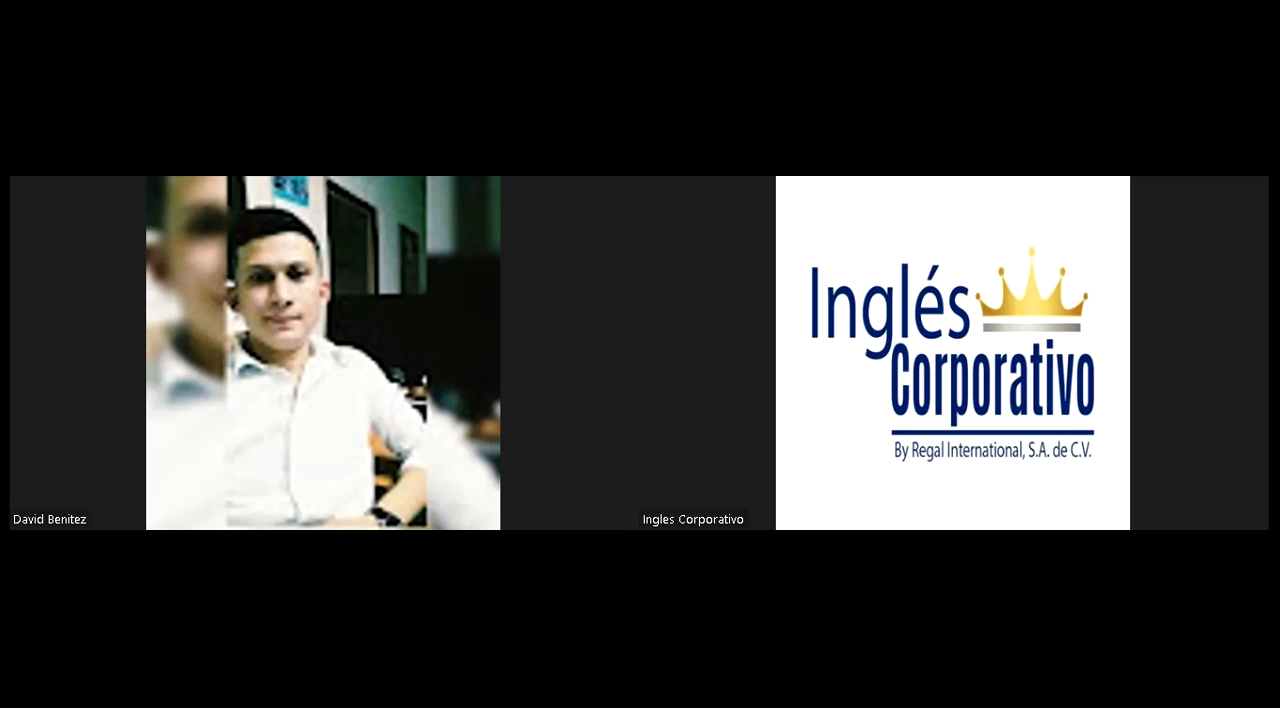 Inglés
Corporativo
By Regal International, S.A. de C.V.
David Benitez
Ingles Corporativo